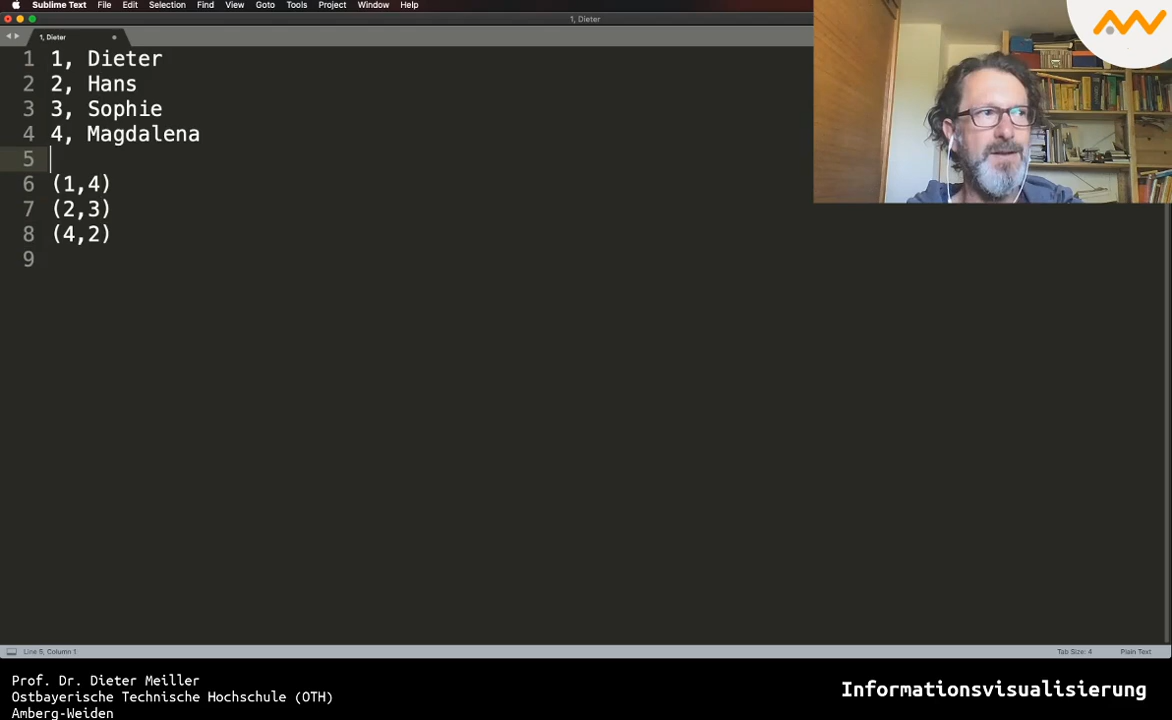 Sublime Text File Edit Selection View Goto Tools Project Window Help
1, Dieter
1, Dieter
1 1, Dieter
2 2, Hans
3 3, Sophie
4 4, Magdalena
5
6 (1,4)
7 (2,3)
8 (4,2)
9
Line 5, Column 1 Tab Size: 4 Plain Text
Prof. Dr. Dieter Meiller
Ostbayerische Technische Hochschule (OTH)
Amberg-Weiden
Informationsvisualisierung